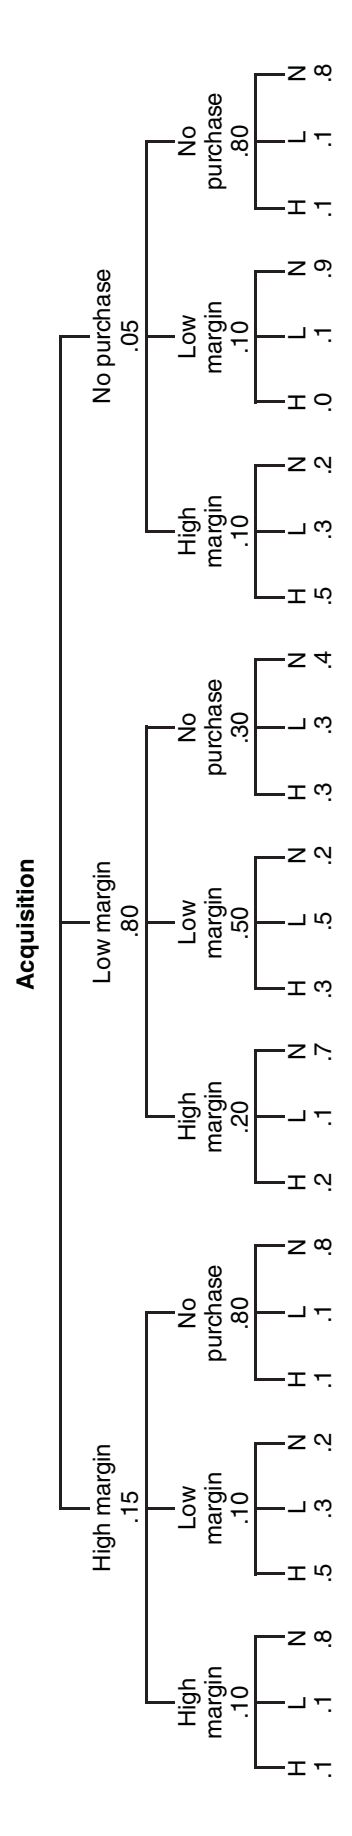 Acquisition
High margin Low margin No purchase
.15 .80 .05
High Low No High Low No High Low No
margin margin purchase margin margin purchase margin margin purchase
.10 .10 .80 .20 .50 .30 .10 .10 .80
H L N H L N H L N H L N H L N H L N H L N H L N H L N
.1 .1 .8 .5 .3 .2 .1 .1 .8 .2 .1 .7 .3 .5 .2 .3 .3 .4 .5 .3 .2 .0 .1 .9 .1 .1 .8